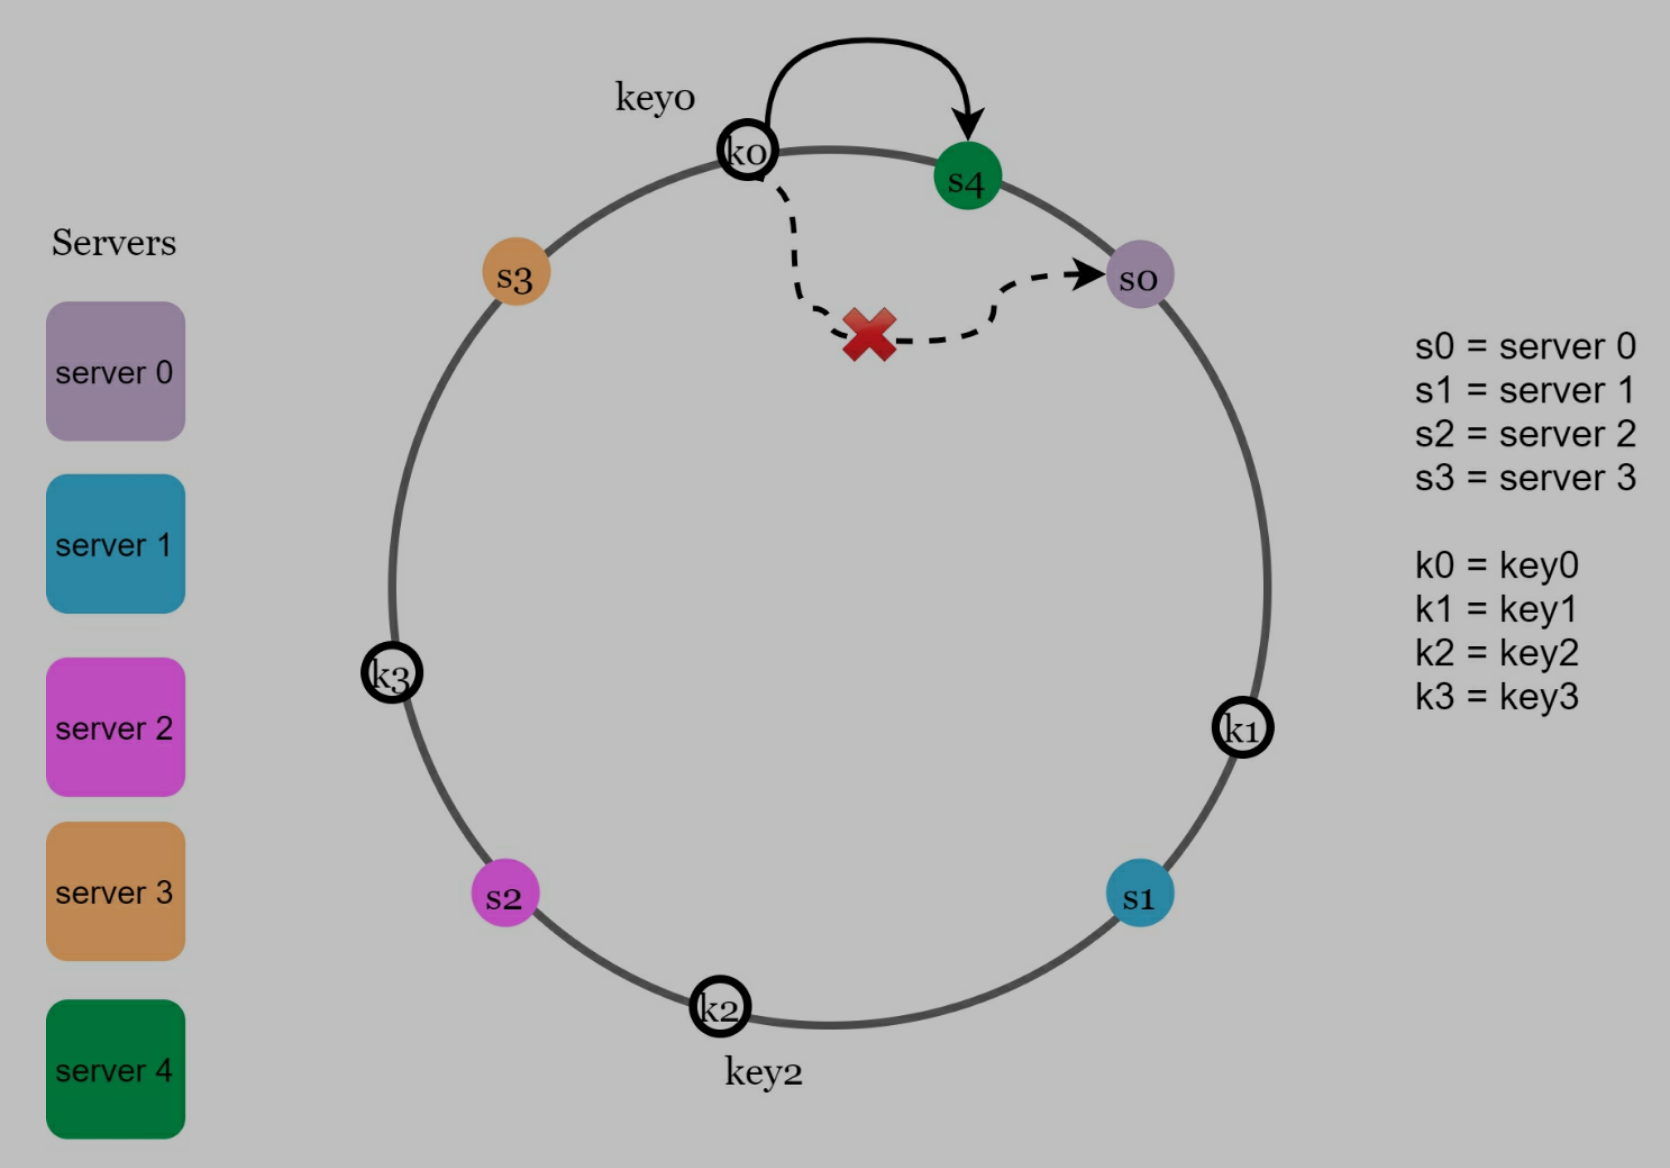 key0
k0
s4
s3
s0
Servers
server 0
server 1
server 2
server 3
server 4
k3
k1
s2
s1
k2
key2
s0 = server 0
s1 = server 1
s2 = server 2
s3 = server 3
k0 = key0
k1 = key1
k2 = key2
k3 = key3